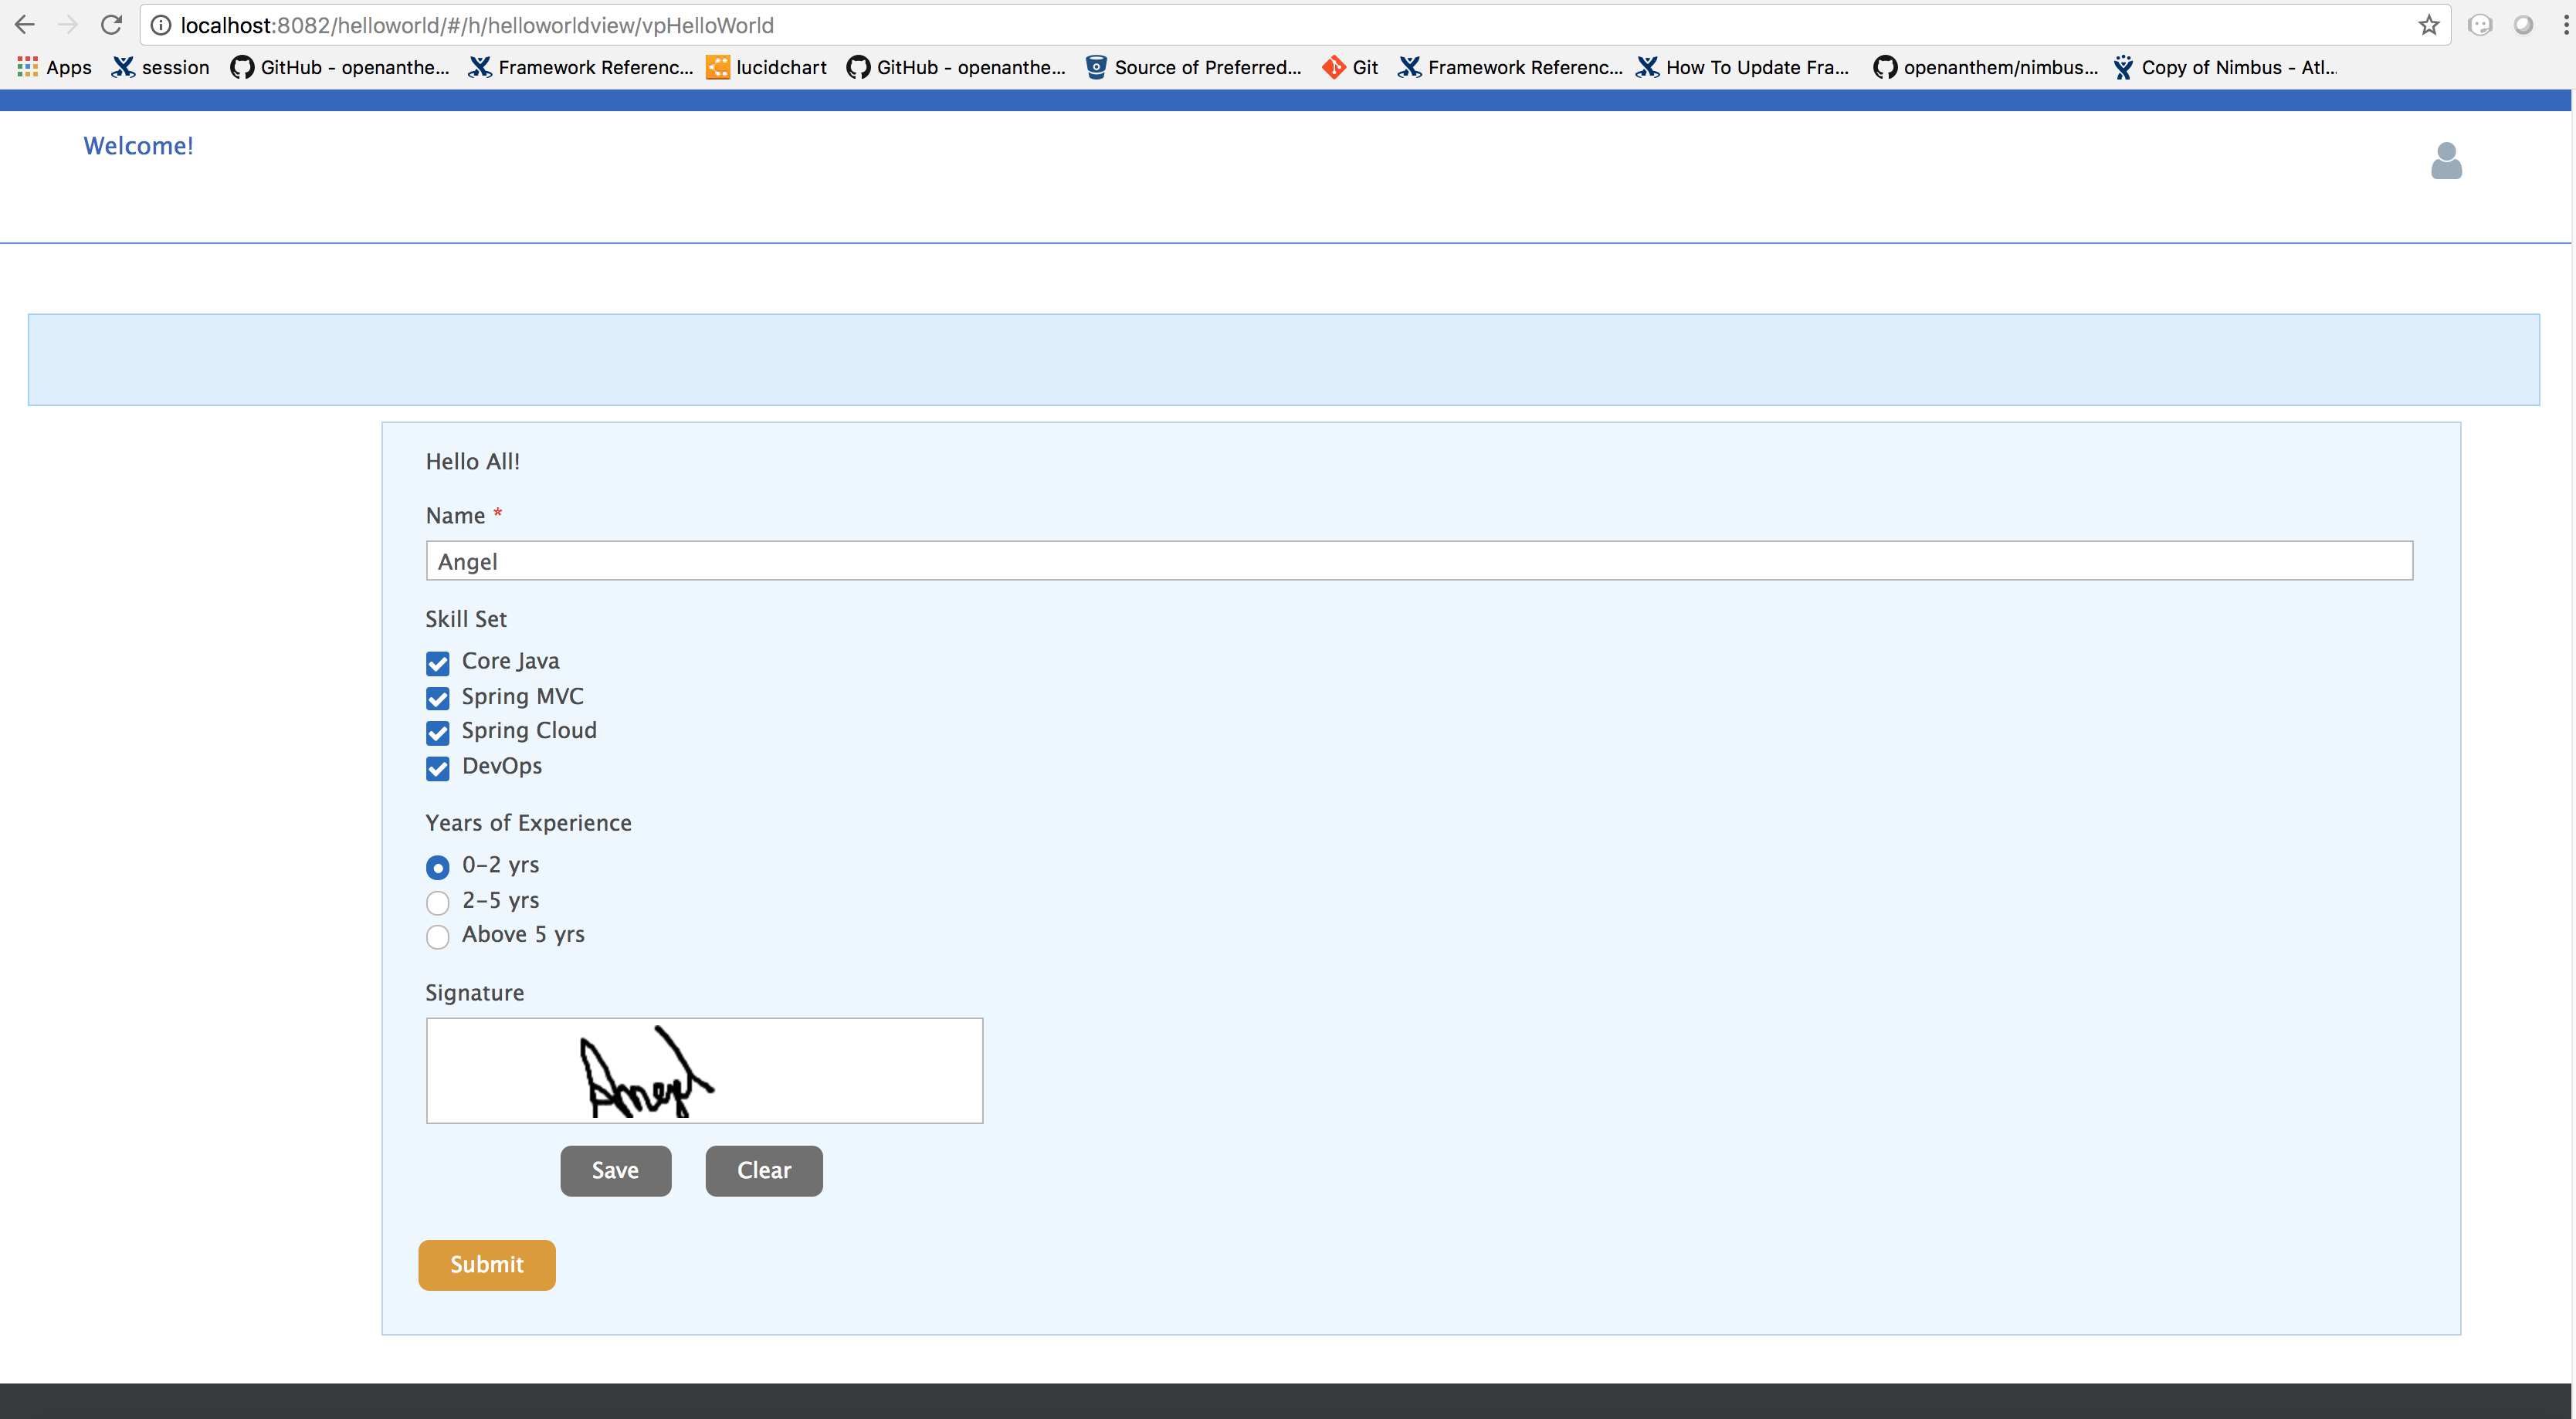 localhost:8082/helloworld/#/h/helloworldview/vpHelloWorld
Apps session GitHub - openanthe... Framework Referenc... lucidchart GitHub - openanthe... Source of Preferred... Git Framework Referenc... How To Update Fra... openanthem/nimbus... Copy of Nimbus - Atl...
Welcome!
Hello All!
Name *
Angel
Skill Set
Core Java
Spring MVC
Spring Cloud
DevOps
Years of Experience
0-2 yrs
2-5 yrs
Above 5 yrs
Signature
Save Clear
Submit